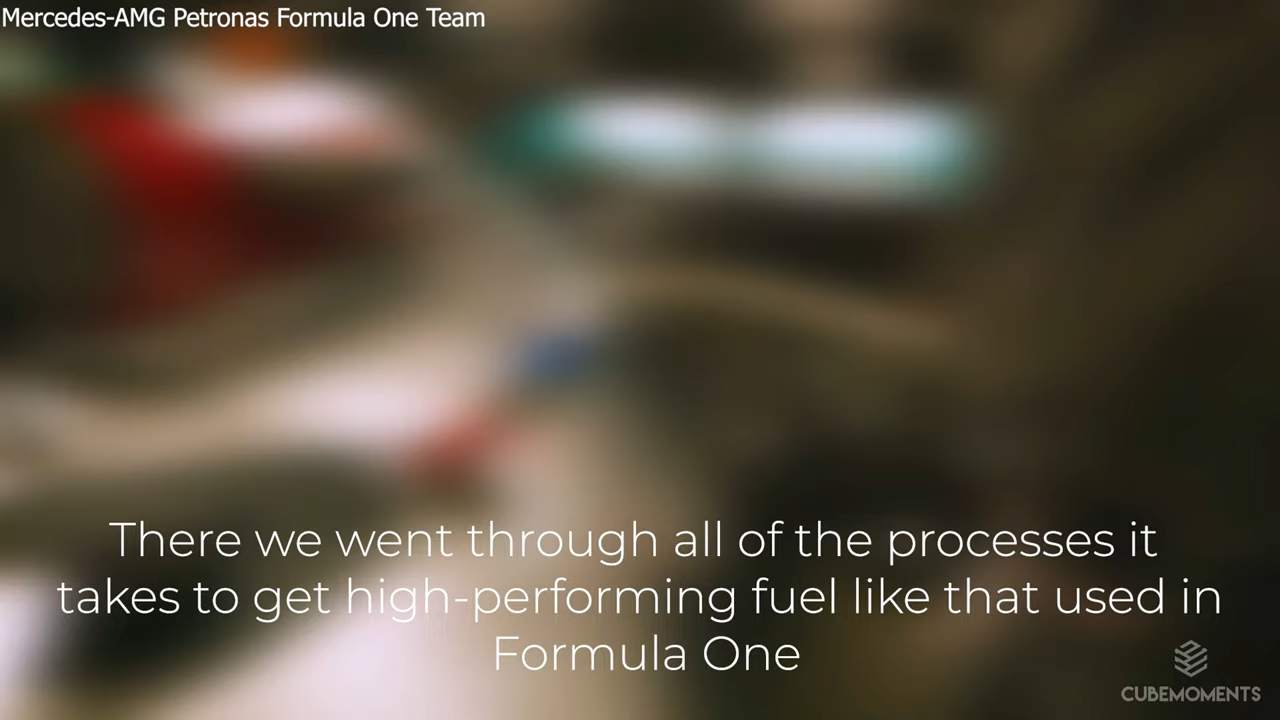 Mercedes-AMG Petronas Formula One Team
There we went through all of the processes it
takes to get high-performing fuel like that used in
Formula One
CUBEMOMENTS